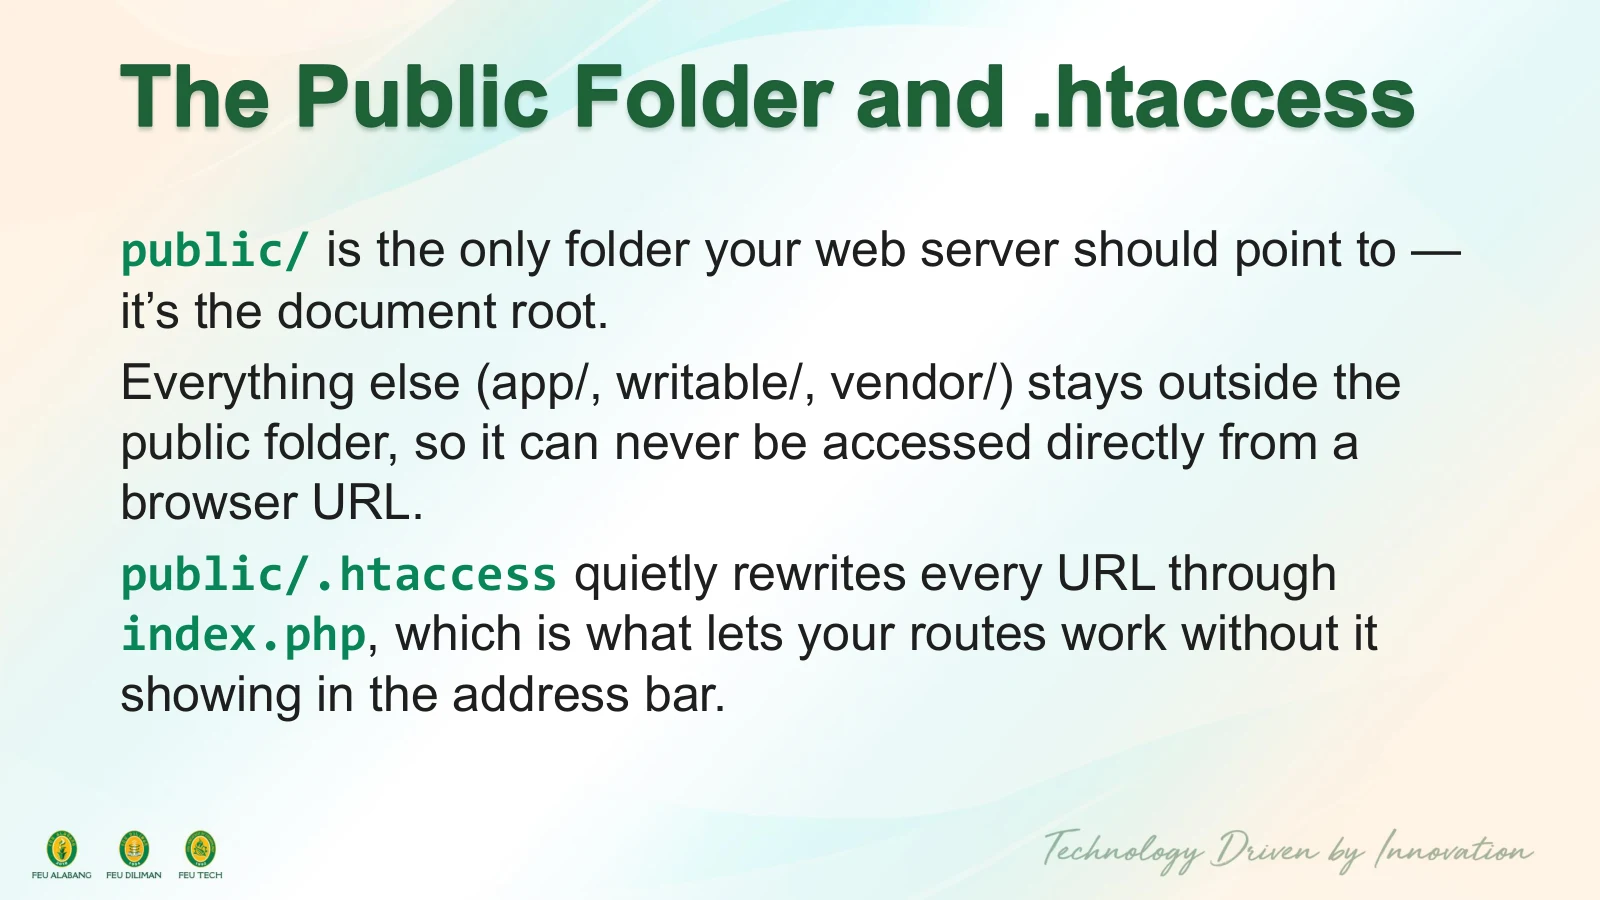 The Public Folder and .htaccess
public/ is the only folder your web server should point to —
it’s the document root.
Everything else (app/, writable/, vendor/) stays outside the
public folder, so it can never be accessed directly from a
browser URL.
public/.htaccess quietly rewrites every URL through
index.php, which is what lets your routes work without it
showing in the address bar.
FEU ALABANG FEU DILIMAN FEU TECH
Technology Driven by Innovation